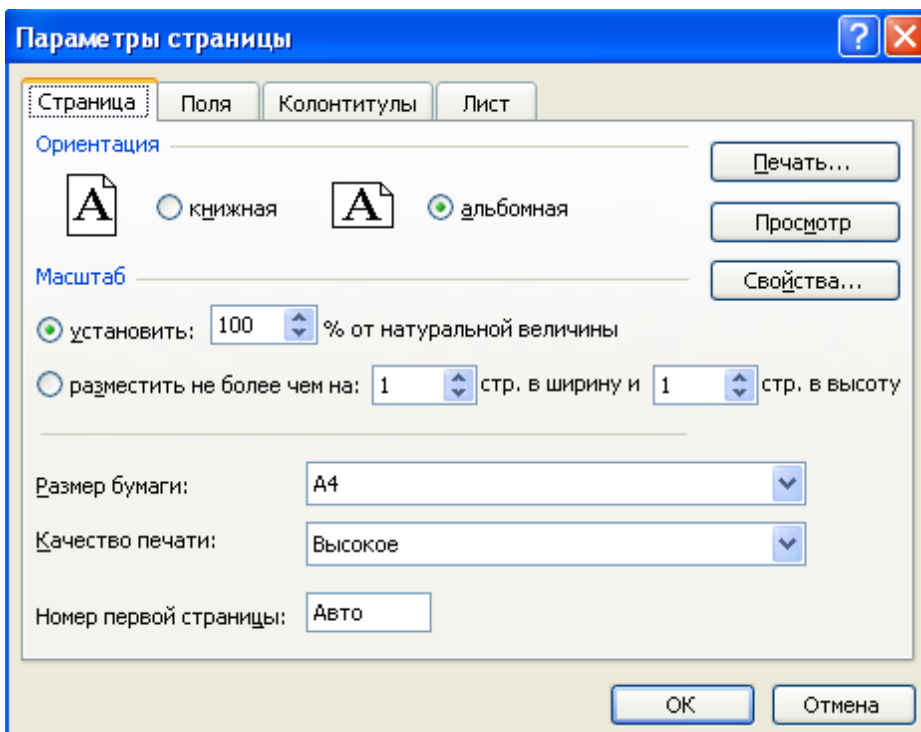 Параметры страницы
Страница Поля Колонтитулы Лист
Ориентация
Печать...
A книжная A альбомная
Просмотр
Масштаб
Свойства...
установить: 100 % от натуральной величины
разместить не более чем на: 1 стр. в ширину и 1 стр. в высоту
Размер бумаги: A4
Качество печати: Высокое
Номер первой страницы: Авто
ОК Отмена